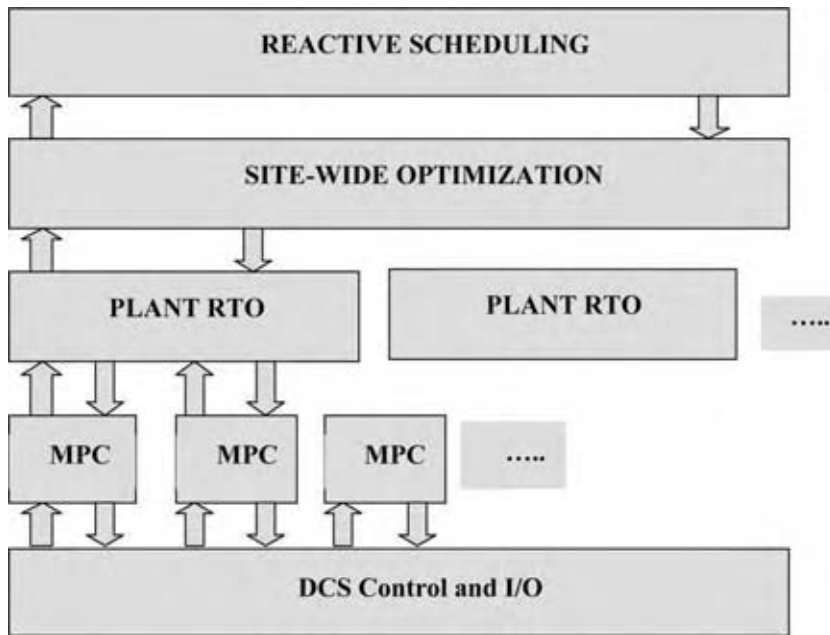 REACTIVE SCHEDULING
SITE-WIDE OPTIMIZATION
PLANT RTO
PLANT RTO
.....
MPC
MPC
MPC
.....
DCS Control and I/O